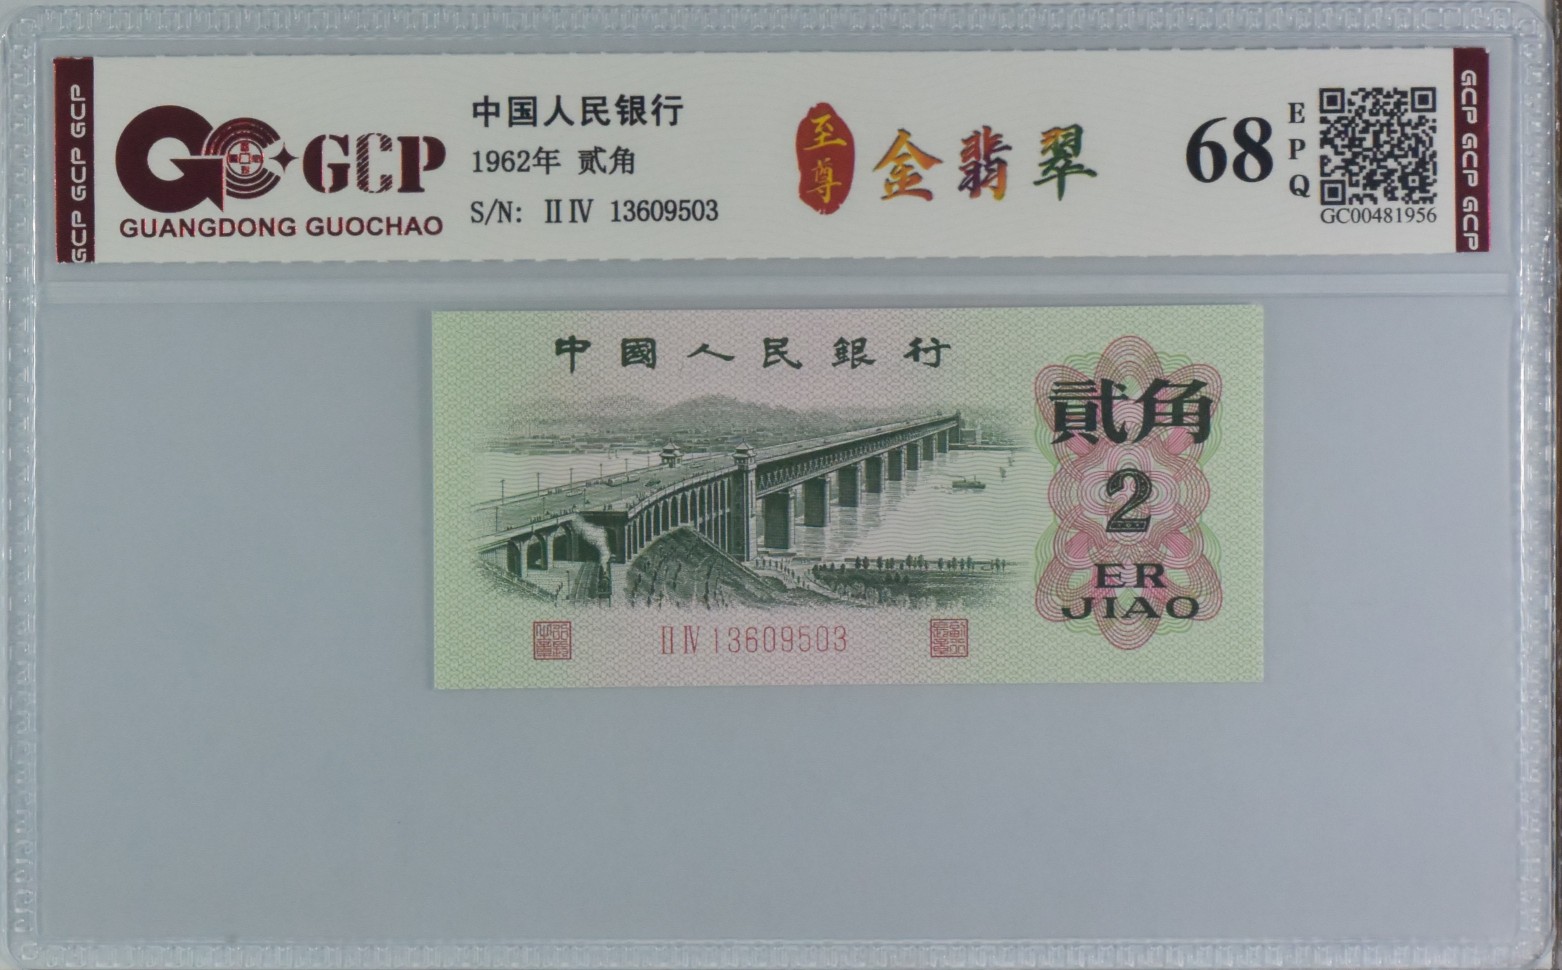 GCP GCP GCP
GCP
GUANGDONG GUOCHAO
中国人民银行
1962年 贰角
S/N: ⅡⅣ 13609503
至尊
金翡翠
68
EPQ
GC00481956
GCP GCP GCP
中國人民銀行
貳角
2
ER
JIAO
ⅡⅣ 13609503